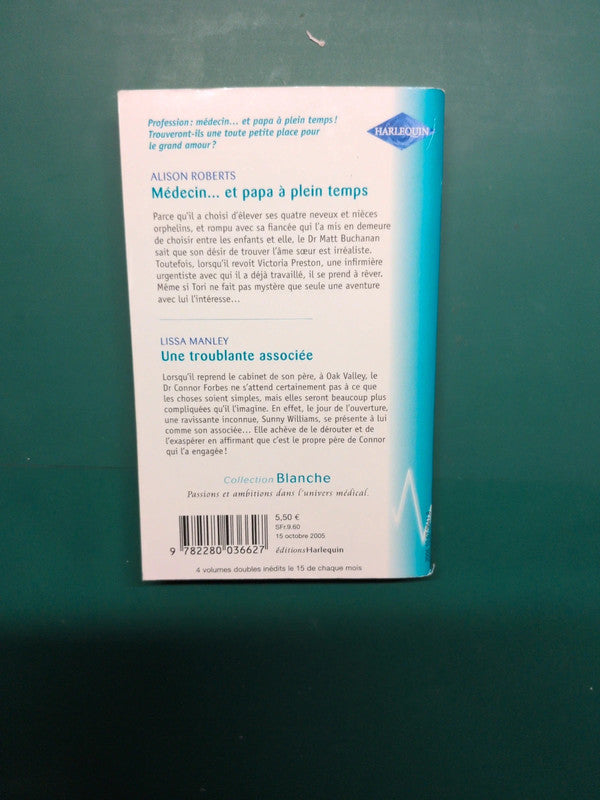 Profession : médecin... et papa à plein temps !
Trouveront-ils une toute petite place pour
le grand amour ?
HARLEQUIN
ALISON ROBERTS
Médecin... et papa à plein temps
Parce qu'il a choisi d'élever ses quatre neveux et nièces
orphelins, et rompu avec sa fiancée qui l'a mis en demeure
de choisir entre les enfants et elle, le Dr Matt Buchanan
sait que son désir de trouver l'âme sœur est irréaliste.
Toutefois, lorsqu'il revoit Victoria Preston, une infirmière
urgentiste avec qui il a déjà travaillé, il se prend à rêver.
Même si Tori ne fait pas mystère que seule une aventure
avec lui l'intéresse...
LISSA MANLEY
Une troublante associée
Lorsqu'il reprend le cabinet de son père, à Oak Valley, le
Dr Connor Forbes ne s'attend certainement pas à ce que
les choses soient simples, mais elles seront beaucoup plus
compliquées qu'il l'imagine. En effet, le jour de l'ouverture,
une ravissante inconnue, Sunny Williams, se présente à lui
comme son associée... Elle achève de le dérouter et de
l'exaspérer en affirmant que c'est le propre père de Connor
qui l'a engagée !
Collection Blanche
Passions et ambitions dans l'univers médical.
5,50 €
SFr.9.60
15 octobre 2005
éditionsHarlequin
9 782280 036627
4 volumes doubles inédits le 15 de chaque mois